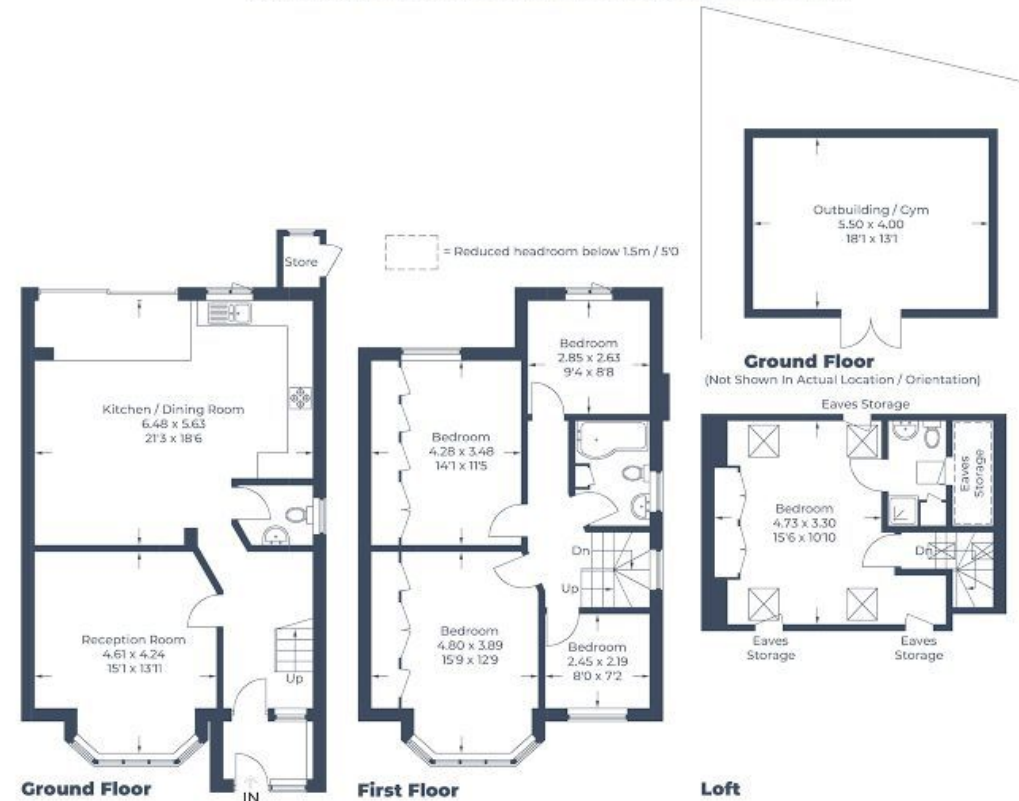 Store
= Reduced headroom below 1.5m / 5'0
Outbuilding / Gym
5.50 x 4.00
18'1 x 13'1
Ground Floor
(Not Shown In Actual Location / Orientation)
Kitchen / Dining Room
6.48 x 5.63
21'3 x 18'6
Reception Room
4.61 x 4.24
15'1 x 13'11
Up
IN
Ground Floor
Bedroom
2.85 x 2.63
9'4 x 8'8
Bedroom
4.28 x 3.48
14'1 x 11'5
Dn
Up
Bedroom
4.80 x 3.89
15'9 x 12'9
Bedroom
2.45 x 2.19
8'0 x 7'2
First Floor
Eaves Storage
Eaves
Storage
Bedroom
4.73 x 3.30
15'6 x 10'10
Dn
Eaves
Storage
Eaves
Storage
Loft